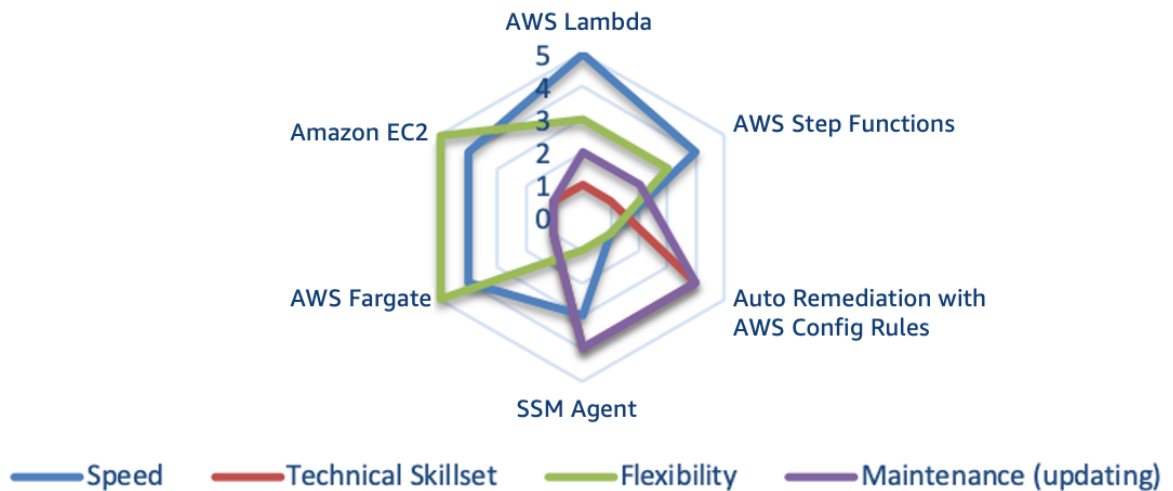 AWS Lambda
5
4
3
2
1
0
Amazon EC2
AWS Step Functions
AWS Fargate
Auto Remediation with
AWS Config Rules
SSM Agent
Speed
Technical Skillset
Flexibility
Maintenance (updating)